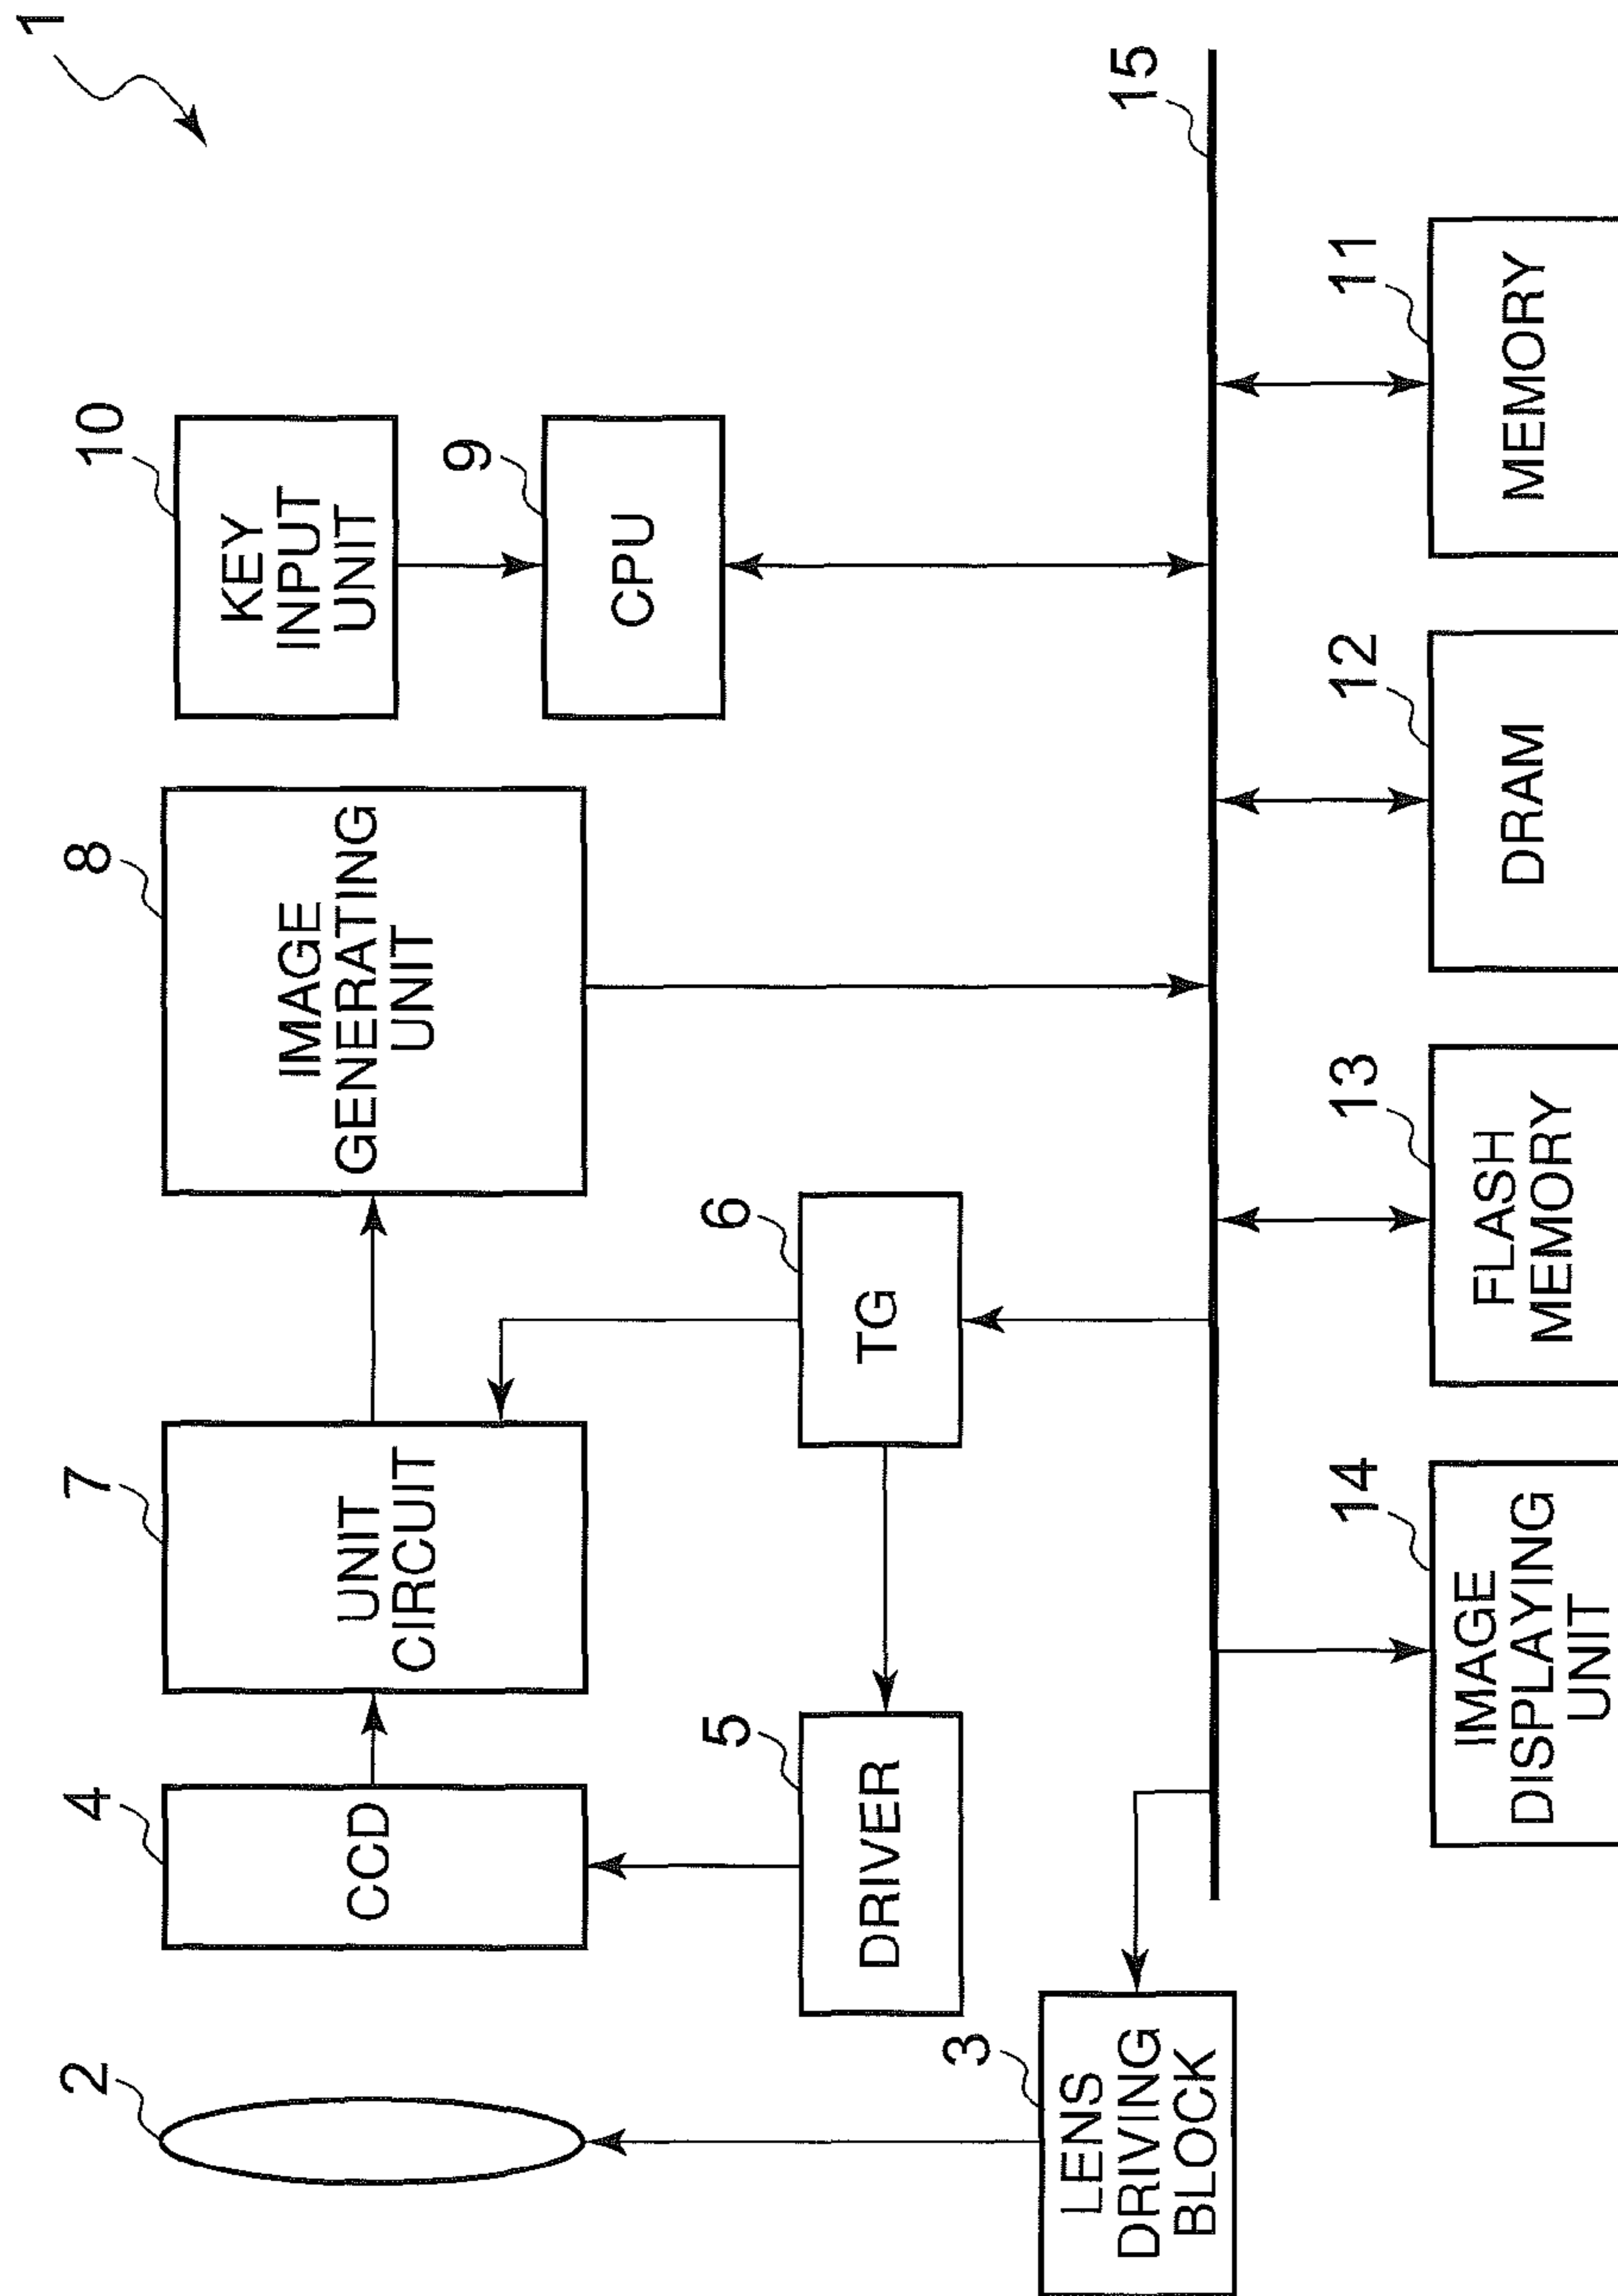 1
10
KEY
INPUT
UNIT
9
CPU
8
IMAGE
GENERATING
UNIT
7
UNIT
CIRCUIT
4
CCD
2
6
TG
5
DRIVER
3
LENS
DRIVING
BLOCK
15
14
IMAGE
DISPLAYING
UNIT
13
FLASH
MEMORY
12
DRAM
11
MEMORY